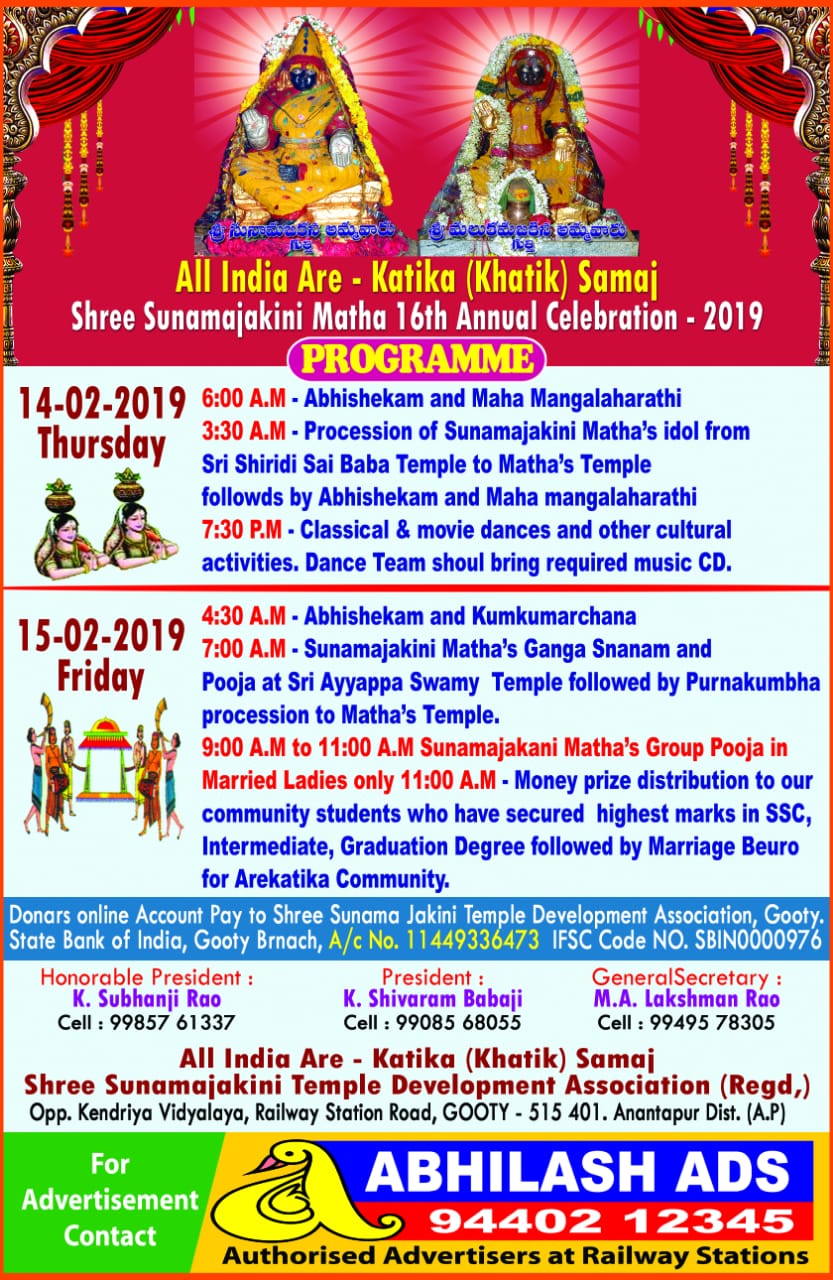 శ్రీ సునామజకిని అమ్మవారు
గుత్తి
శ్రీ మలుకమజకిని అమ్మవారు
గుత్తి
All India Are - Katika (Khatik) Samaj
Shree Sunamajakini Matha 16th Annual Celebration - 2019
PROGRAMME
14-02-2019
Thursday
6:00 A.M - Abhishekam and Maha Mangalaharathi
3:30 A.M - Procession of Sunamajakini Matha's idol from
Sri Shiridi Sai Baba Temple to Matha's Temple
followds by Abhishekam and Maha mangalaharathi
7:30 P.M - Classical & movie dances and other cultural
activities. Dance Team shoul bring required music CD.
15-02-2019
Friday
4:30 A.M - Abhishekam and Kumkumarchana
7:00 A.M - Sunamajakini Matha's Ganga Snanam and
Pooja at Sri Ayyappa Swamy Temple followed by Purnakumbha
procession to Matha's Temple.
9:00 A.M to 11:00 A.M Sunamajakani Matha's Group Pooja in
Married Ladies only 11:00 A.M - Money prize distribution to our
community students who have secured highest marks in SSC,
Intermediate, Graduation Degree followed by Marriage Beuro
for Arekatika Community.
Donars online Account Pay to Shree Sunama Jakini Temple Development Association, Gooty.
State Bank of India, Gooty Brnach, A/c No. 11449336473 IFSC Code NO. SBIN0000976
Honorable President :
K. Subhanji Rao
Cell : 99857 61337
President :
K. Shivaram Babaji
Cell : 99085 68055
GeneralSecretary :
M.A. Lakshman Rao
Cell : 99495 78305
All India Are - Katika (Khatik) Samaj
Shree Sunamajakini Temple Development Association (Regd,)
Opp. Kendriya Vidyalaya, Railway Station Road, GOOTY - 515 401. Anantapur Dist. (A.P)
For
Advertisement
Contact
ABHILASH ADS
94402 12345
Authorised Advertisers at Railway Stations